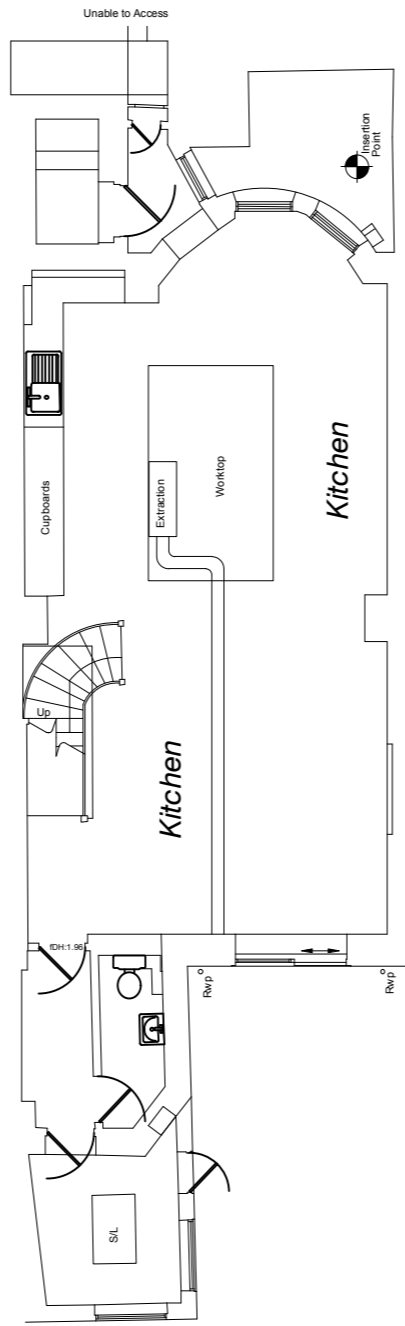 Unable to Access
Insertion
Point
Cupboards
Extraction
Worktop
Kitchen
Up
Kitchen
fDH:1.96
Rwp
Rwp
S/L